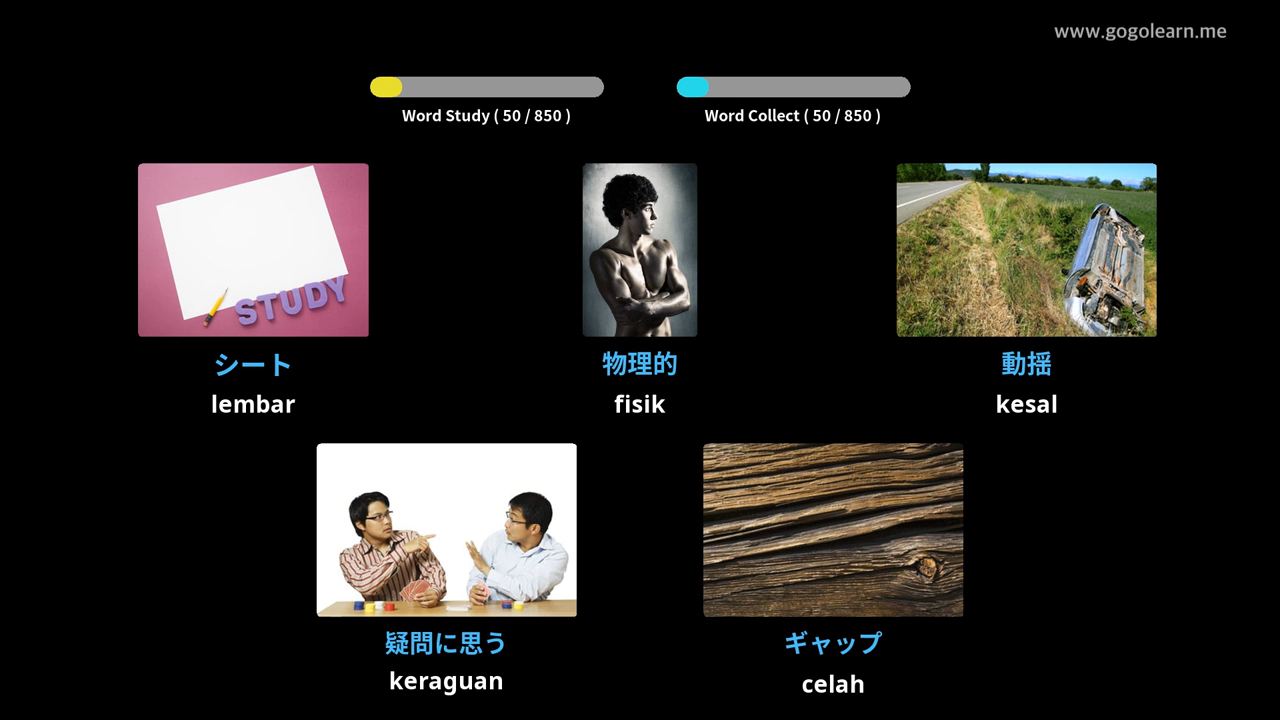 www.gogolearn.me
Word Study ( 50 / 850 )
Word Collect ( 50 / 850 )
STUDY
シート
lembar
物理的
fisik
動揺
kesal
疑問に思う
keraguan
ギャップ
celah